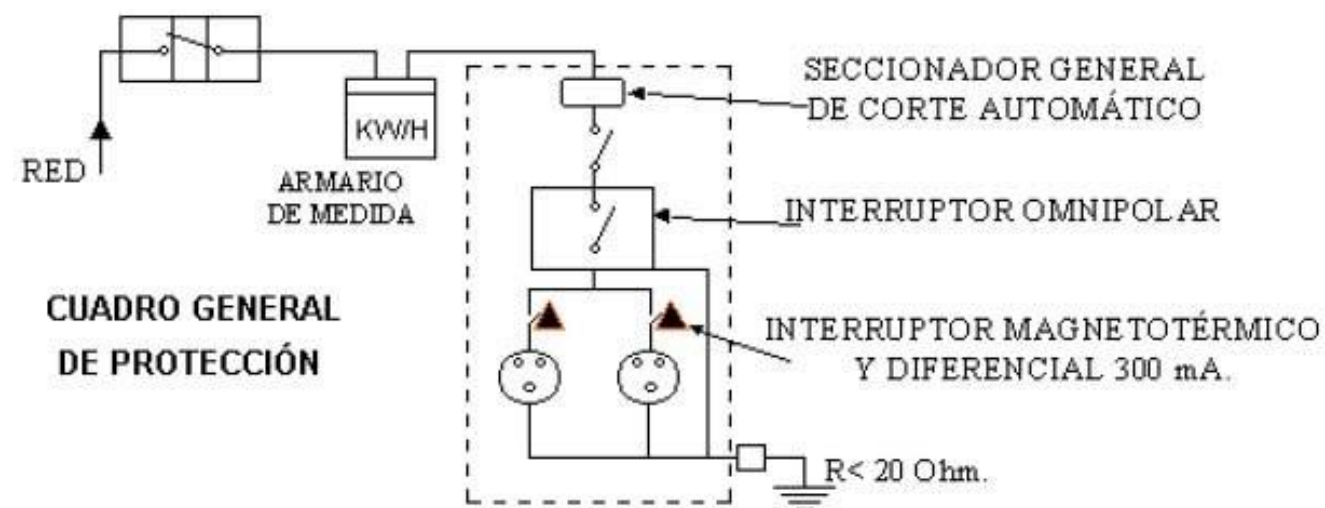 SECCIONADOR GENERAL
DE CORTE AUTOMÁTICO
KW/H
RED
ARMARIO
DE MEDIDA
INTERRUPTOR OMNIPOLAR
CUADRO GENERAL
DE PROTECCIÓN
INTERRUPTOR MAGNETOTÉRMICO
Y DIFERENCIAL 300 mA.
R< 20 Ohm.